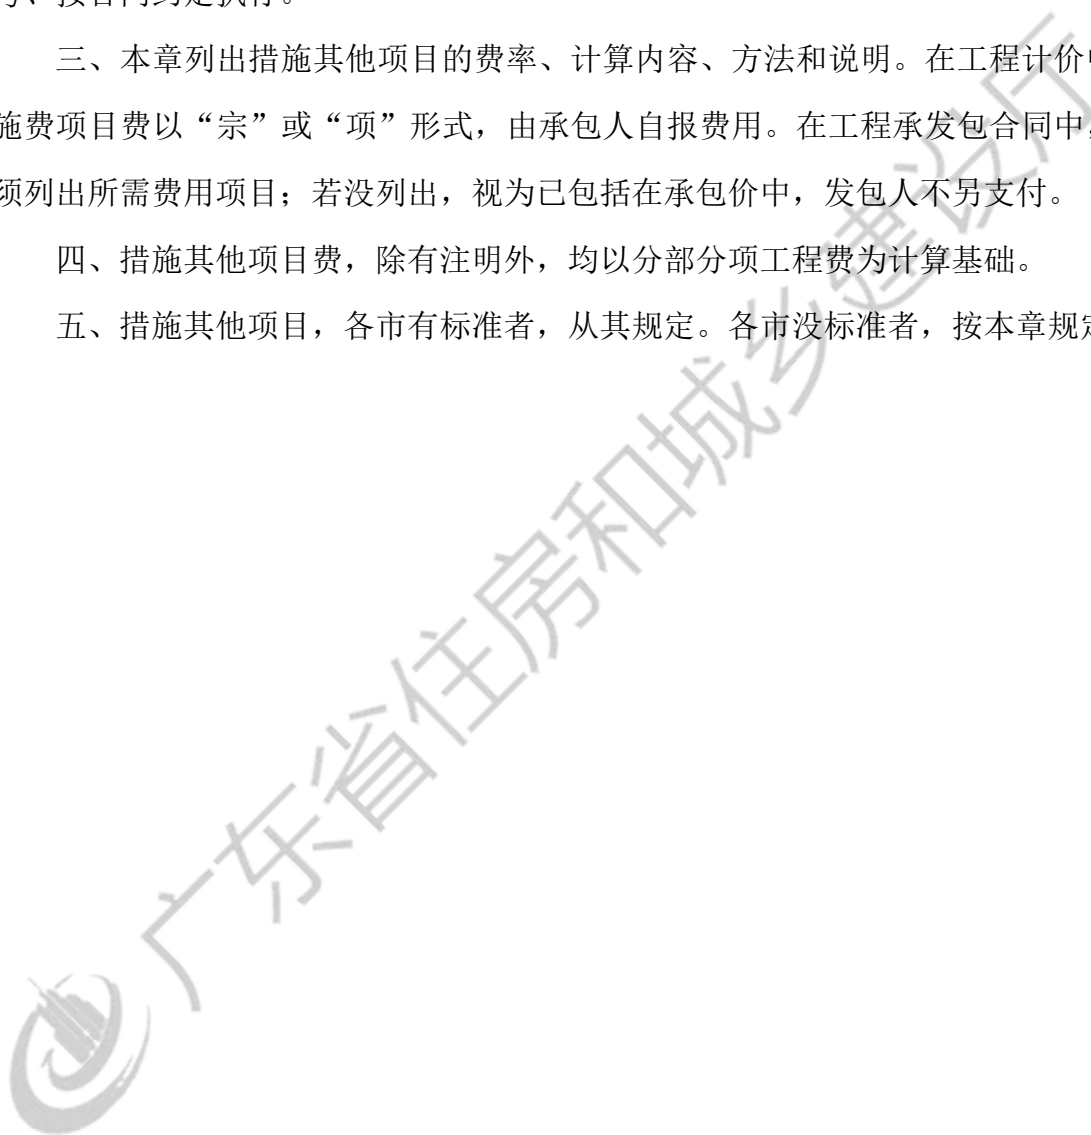 按合同约定执行。
三、本章列出措施其他项目的费率、计算内容、方法和说明。在工程计价
施费项目费以“宗”或“项”形式，由承包人自报费用。在工程承发包合同中，
须列出所需费用项目；若没列出，视为已包括在承包价中，发包人不另支付。
四、措施其他项目费，除有注明外，均以分部分项工程费为计算基础。
五、措施其他项目，各市有标准者，从其规定。各市没标准者，按本章规定
广东省住房和城乡建设厅